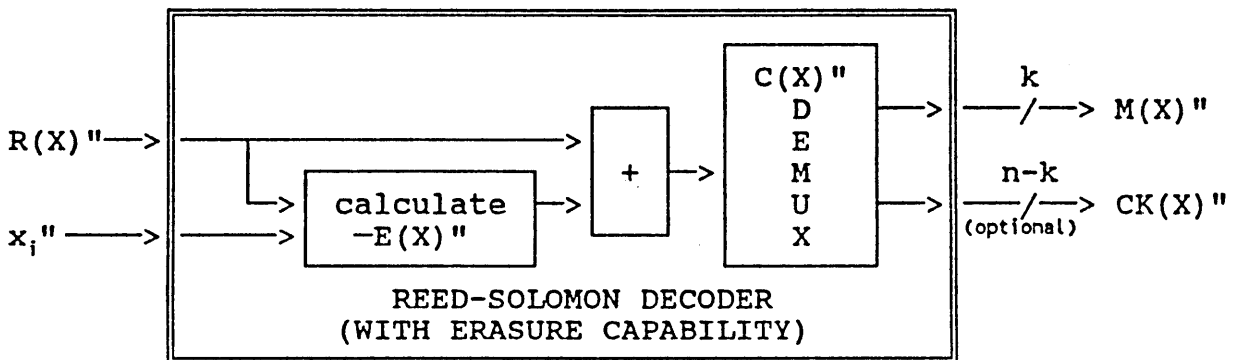 R(X)"
x_i"
calculate
-E(X)"
+
C(X)"
D
E
M
U
X
k
M(X)"
n-k
(optional)
CK(X)"
REED-SOLOMON DECODER
(WITH ERASURE CAPABILITY)